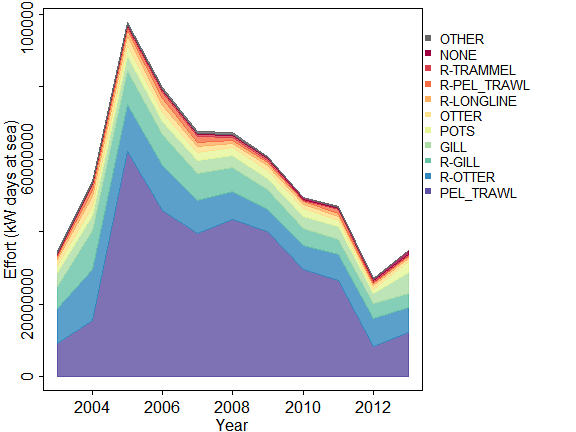 100000
60000000
20000000
0
Effort (kW days at sea)
2004
2006
2008
2010
2012
Year
OTHER
NONE
R-TRAMMEL
R-PEL_TRAWL
R-LONGLINE
OTTER
POTS
GILL
R-GILL
R-OTTER
PEL_TRAWL